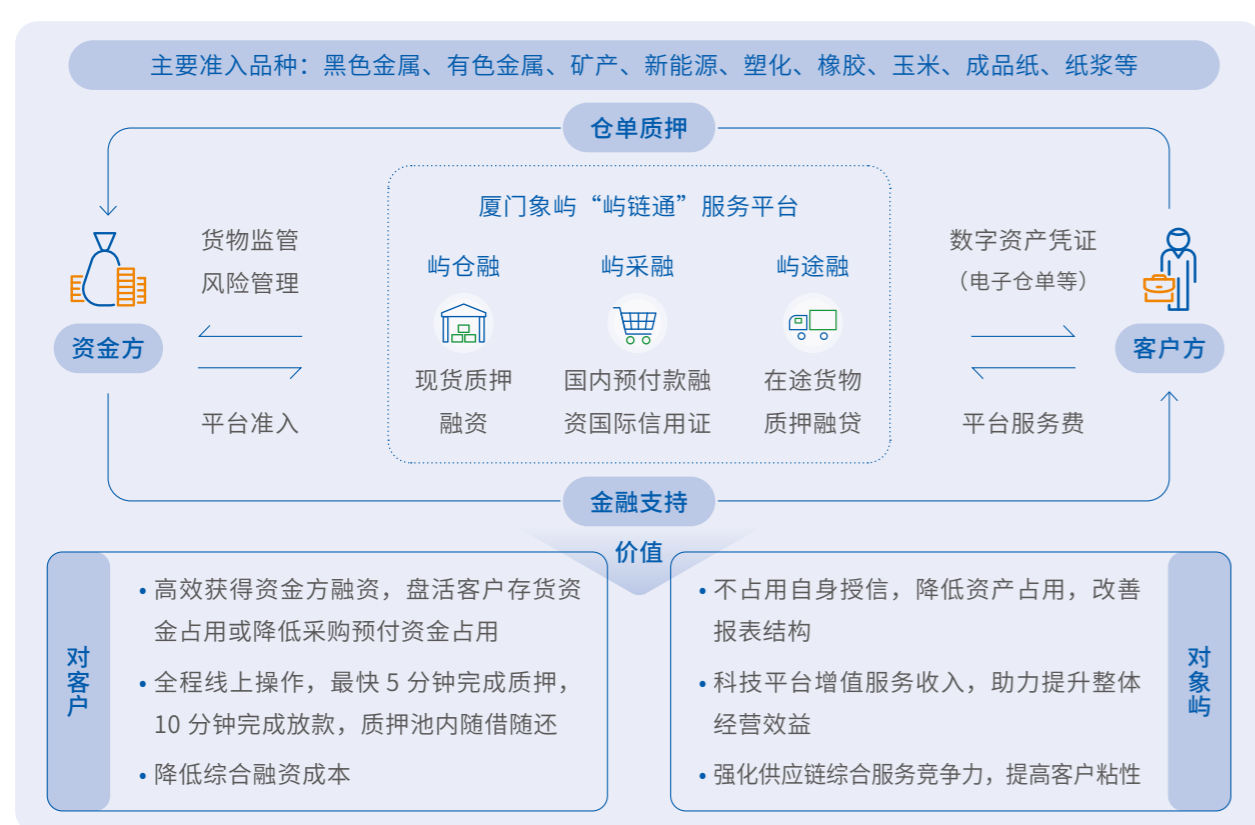 主要准入品种：黑色金属、有色金属、矿产、新能源、塑化、橡胶、玉米、成品纸、纸浆等
仓单质押
厦门象屿“屿链通”服务平台
货物监管
风险管理
资金方
平台准入
屿仓融
现货质押
融资
屿采融
国内预付款融
资国际信用证
屿途融
在途货物
质押融贷
数字资产凭证
（电子仓单等）
客户方
平台服务费
金融支持
价值
对客户
• 高效获得资金方融资，盘活客户存货资
金占用或降低采购预付资金占用
• 全程线上操作，最快 5 分钟完成质押，
10 分钟完成放款，质押池内随借随还
• 降低综合融资成本
• 不占用自身授信，降低资产占用，改善
报表结构
• 科技平台增值服务收入，助力提升整体
经营效益
• 强化供应链综合服务竞争力，提高客户粘性
对象屿